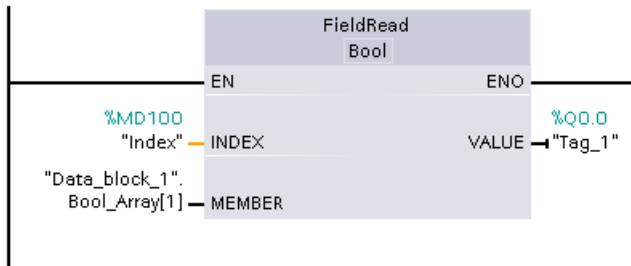 FieldRead
Bool
EN
ENO
%MD100
"Index"
INDEX
%Q0.0
VALUE
"Tag_1"
"Data_block_1".
Bool_Array[1]
MEMBER